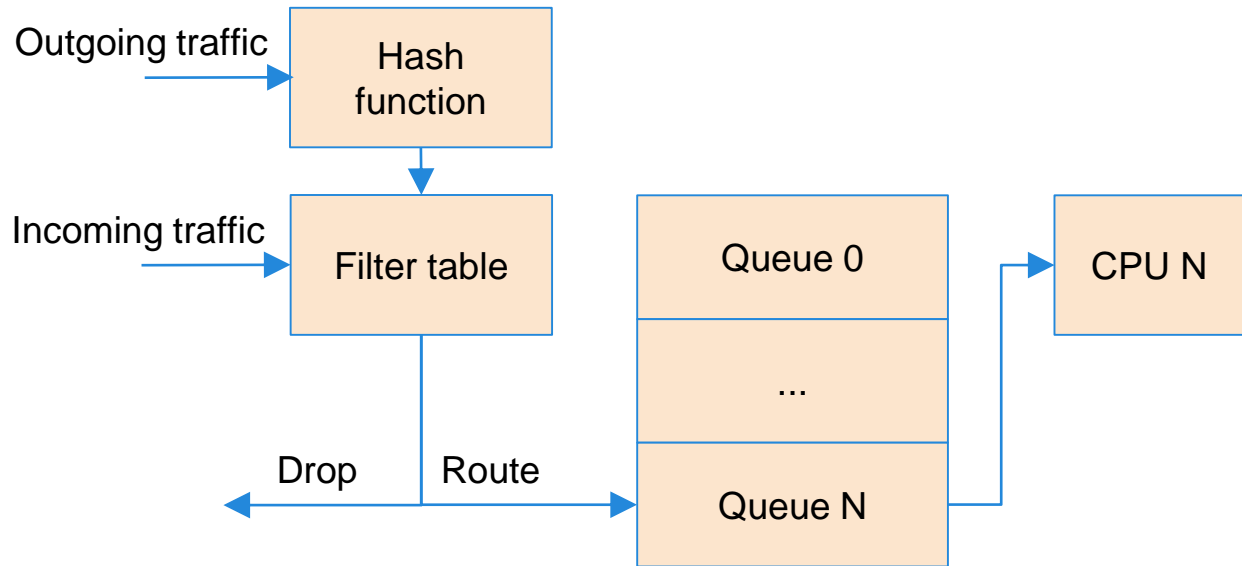 Outgoing traffic
Hash
function
Incoming traffic
Filter table
Queue 0
CPU N
...
Drop
Route
Queue N